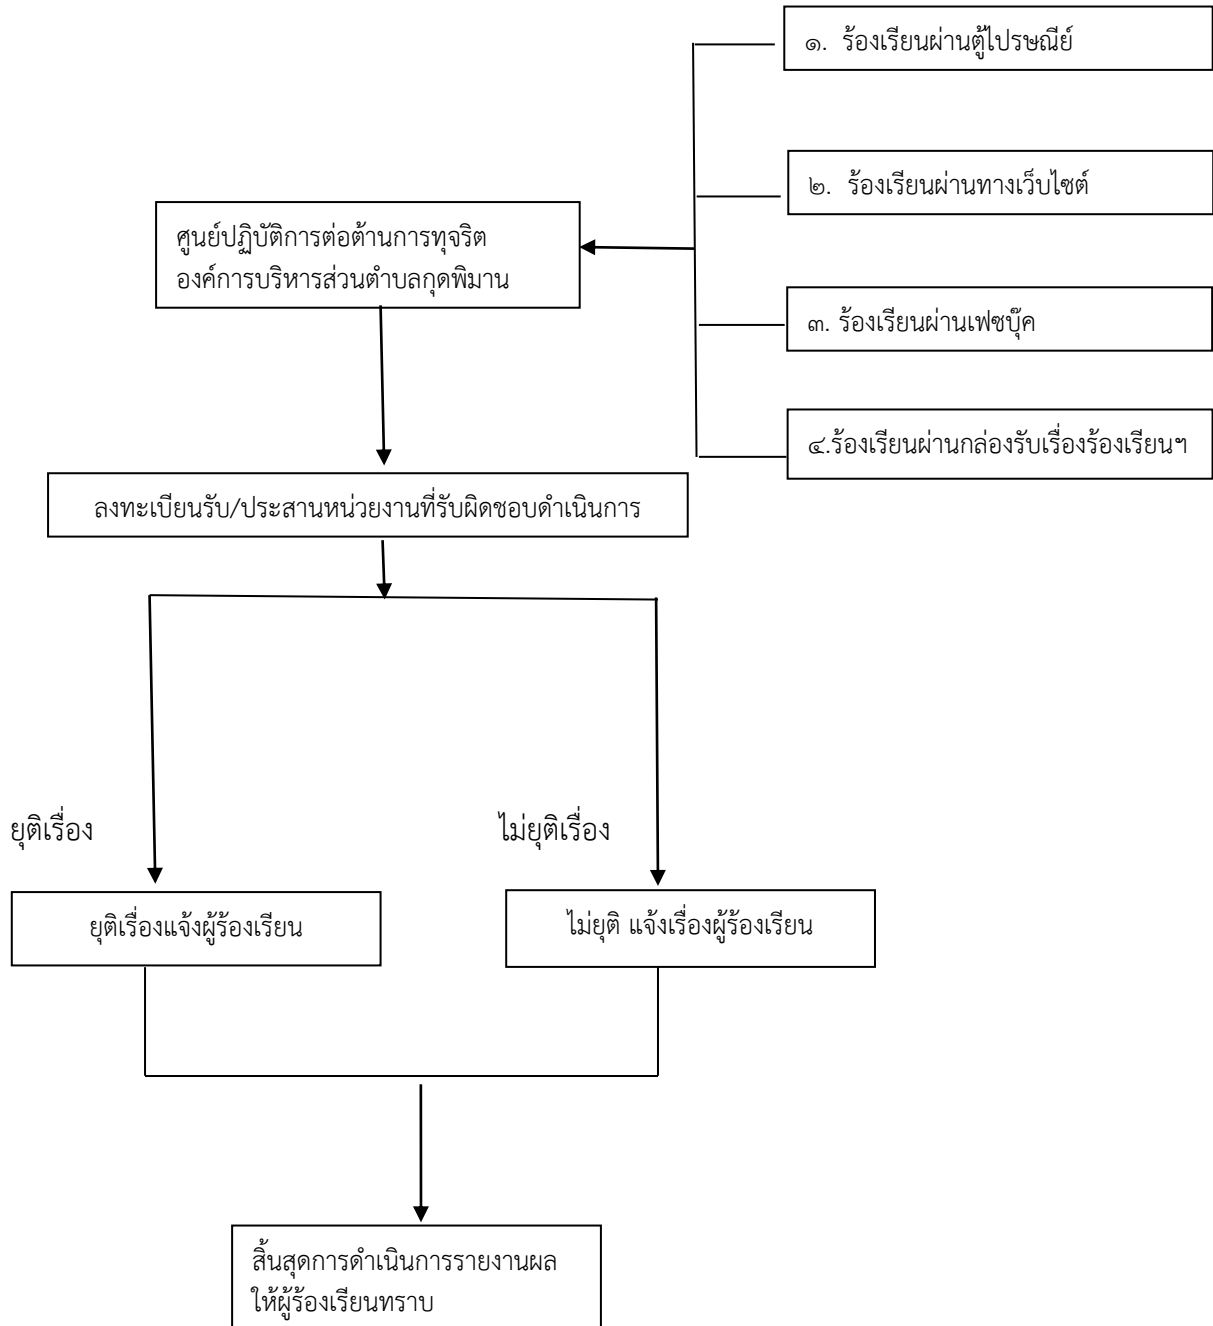 ๑.  ร้องเรียนผ่านตู้ไปรษณีย์
๒.  ร้องเรียนผ่านทางเว็บไซต์
ศูนย์ปฏิบัติการต่อต้านการทุจริต
องค์การบริหารส่วนตำบลกุดพิมาน
๓. ร้องเรียนผ่านเฟซบุ๊ค
๔.ร้องเรียนผ่านกล่องรับเรื่องร้องเรียนฯ
ลงทะเบียนรับ/ประสานหน่วยงานที่รับผิดชอบดำเนินการ
ยุติเรื่อง
ไม่ยุติเรื่อง
ยุติเรื่องแจ้งผู้ร้องเรียน
ไม่ยุติ แจ้งเรื่องผู้ร้องเรียน
สิ้นสุดการดำเนินการรายงานผล
ให้ผู้ร้องเรียนทราบ